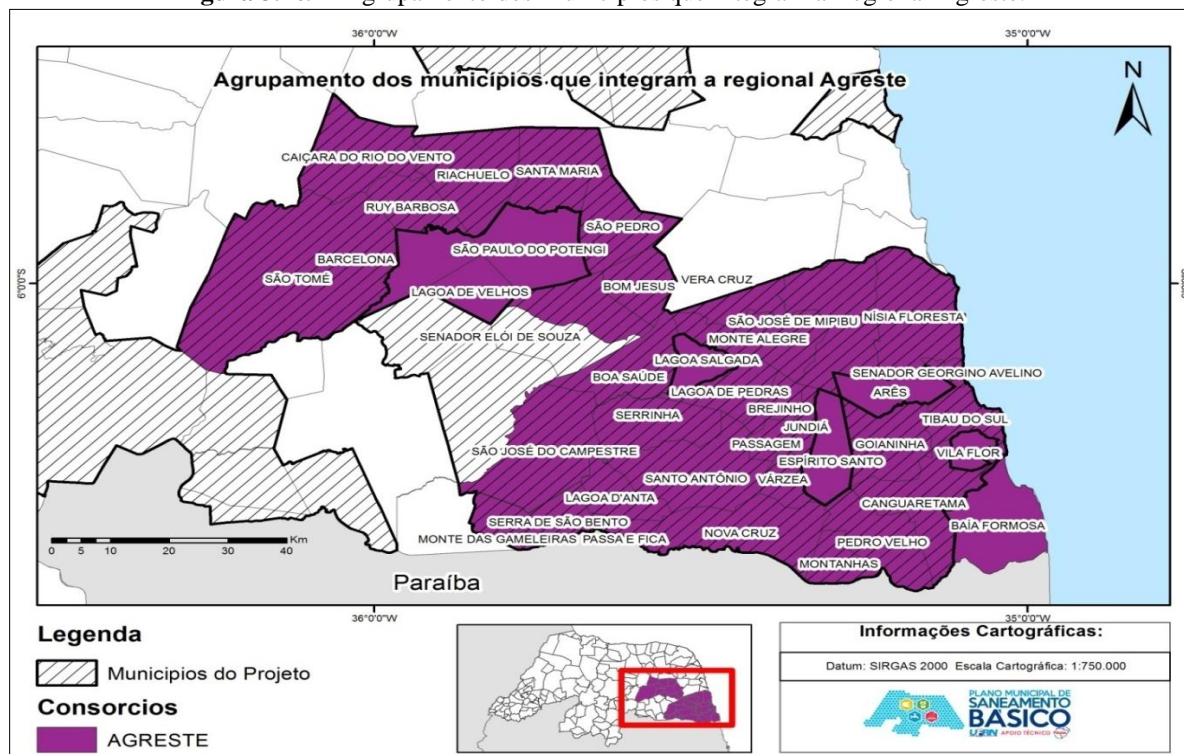 36°0'0"W 35°0'0"W
Agrupamento dos municípios que integram a regional Agreste
N
CAIÇARA DO RIO DO VENTO
RIACHUELO
SANTA MARIA
RUY BARBOSA
SÃO PEDRO
SÃO PAULO DO POTENGI
BARCELONA
SÃO TOMÉ
VERA CRUZ
BOM JESUS
LAGOA DE VELHOS
6°0'0"S
SÃO JOSÉ DE MIPIBU
NÍSIA FLORESTA
SENADOR ELÓI DE SOUZA
MONTE ALEGRE
LAGOA SALGADA
SENADOR GEORGINO AVELINO
BOA SAÚDE
LAGOA DE PEDRAS
ARÊS
SERRINHA
BREJINHO
TIBAU DO SUL
JUNDIÁ
PASSAGEM
GOIANINHA
SÃO JOSÉ DO CAMPESTRE
VILA FLOR
ESPÍRITO SANTO
SANTO ANTÔNIO
VÁRZEA
LAGOA D'ANTA
CANGUARETAMA
SERRA DE SÃO BENTO
BAÍA FORMOSA
MONTE DAS GAMELEIRAS
PASSA E FICA
NOVA CRUZ
PEDRO VELHO
MONTANHAS
0 5 10 20 30 40 Km
Paraíba
36°0'0"W 35°0'0"W
Legenda
Municipios do Projeto
Consorcios
AGRESTE
Informações Cartográficas:
Datum: SIRGAS 2000 Escala Cartográfica: 1:750.000
PLANO MUNICIPAL DE
SANEAMENTO
BÁSICO
UFRN APOIO TÉCNICO